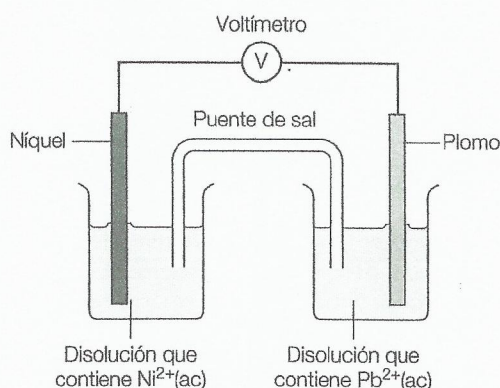 Voltímetro
V
Puente de sal
Níquel
Plomo
Disolución que
contiene Ni²⁺(ac)
Disolución que
contiene Pb²⁺(ac)